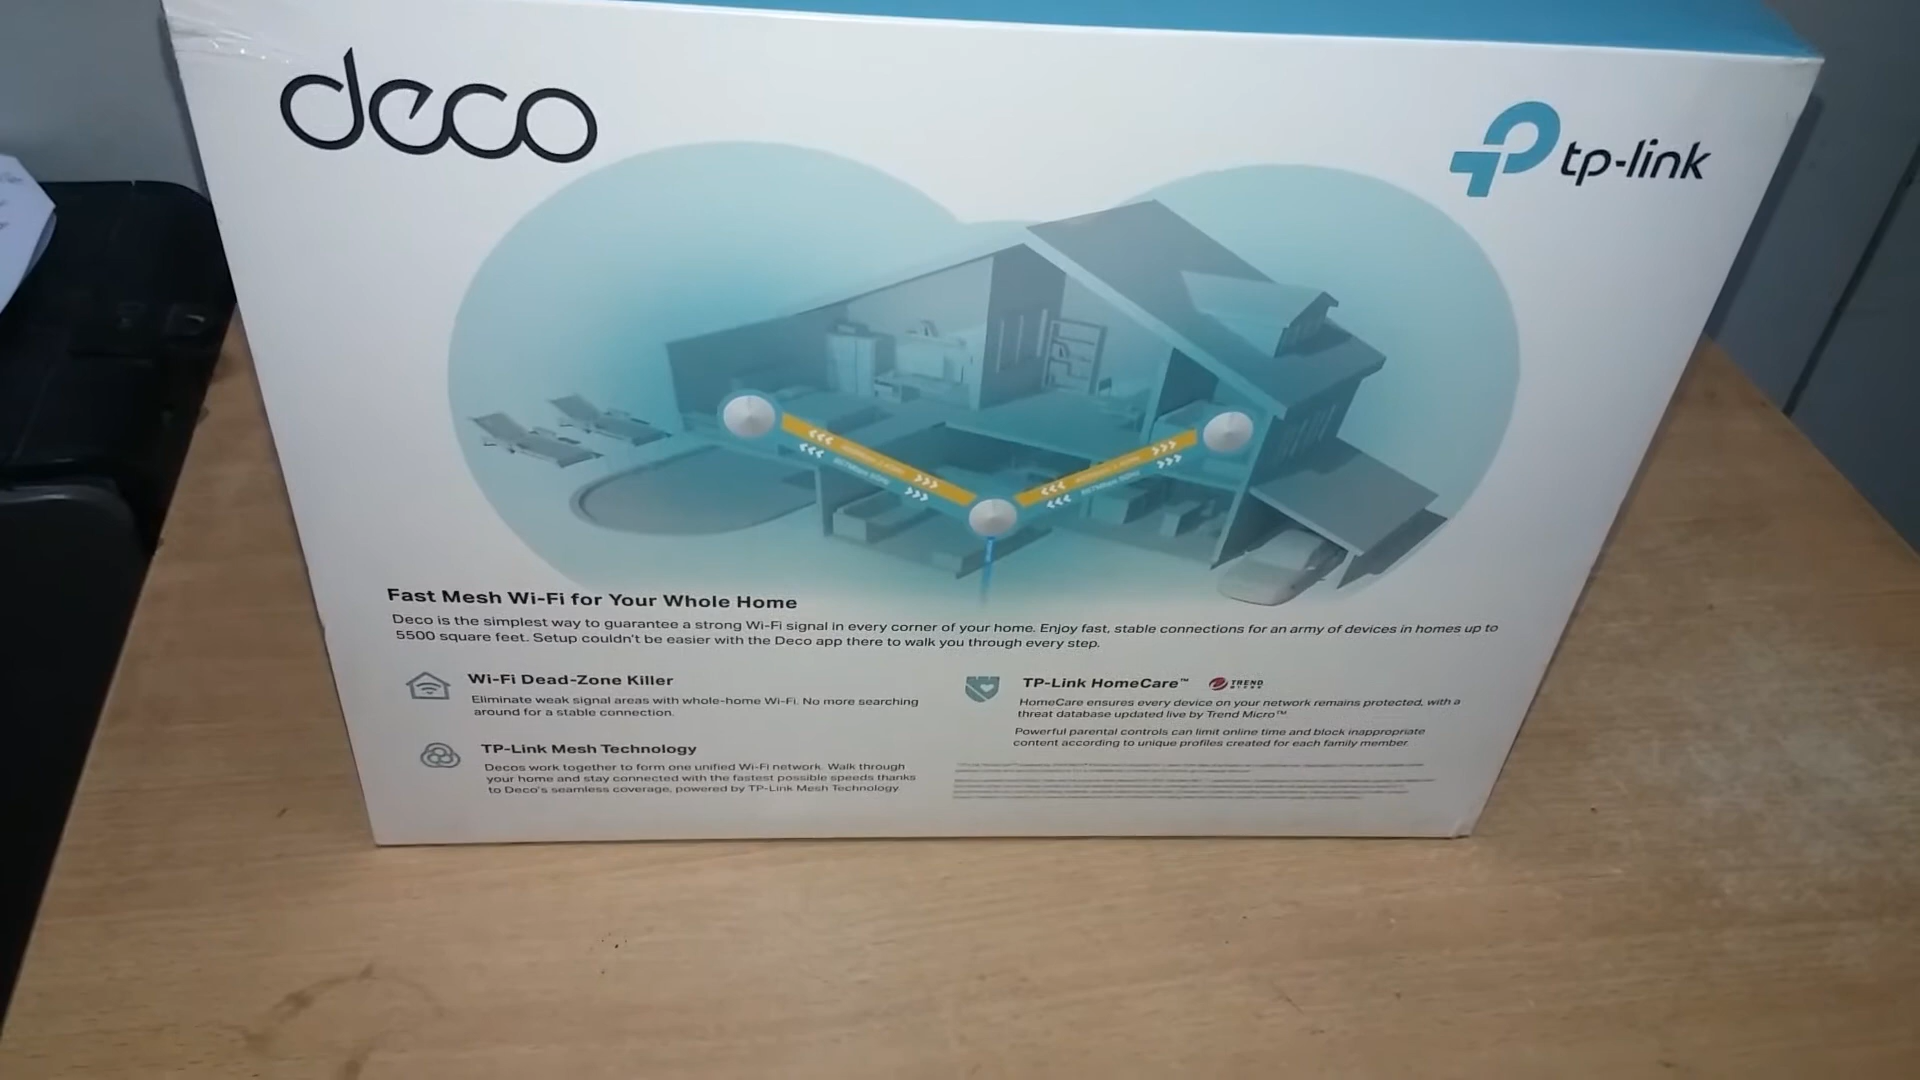 deco
tp-link
Fast Mesh Wi-Fi for Your Whole Home
Deco is the simplest way to guarantee a strong Wi-Fi signal in every corner of your home. Enjoy fast, stable connections for an army of devices in homes up to
5500 square feet. Setup couldn't be easier with the Deco app there to walk you through every step.
Wi-Fi Dead-Zone Killer
Eliminate weak signal areas with whole-home Wi-Fi. No more searching
around for a stable connection.
TP-Link Mesh Technology
Decos work together to form one unified Wi-Fi network. Walk through
your home and stay connected with the fastest possible speeds thanks
to Deco's seamless coverage, powered by TP-Link Mesh Technology
TP-Link HomeCare™
TREND
MICRO
HomeCare ensures every device on your network remains protected, with a
threat database updated live by Trend Micro™
Powerful parental controls can limit online time and block inappropriate
content according to unique profiles created for each family member.